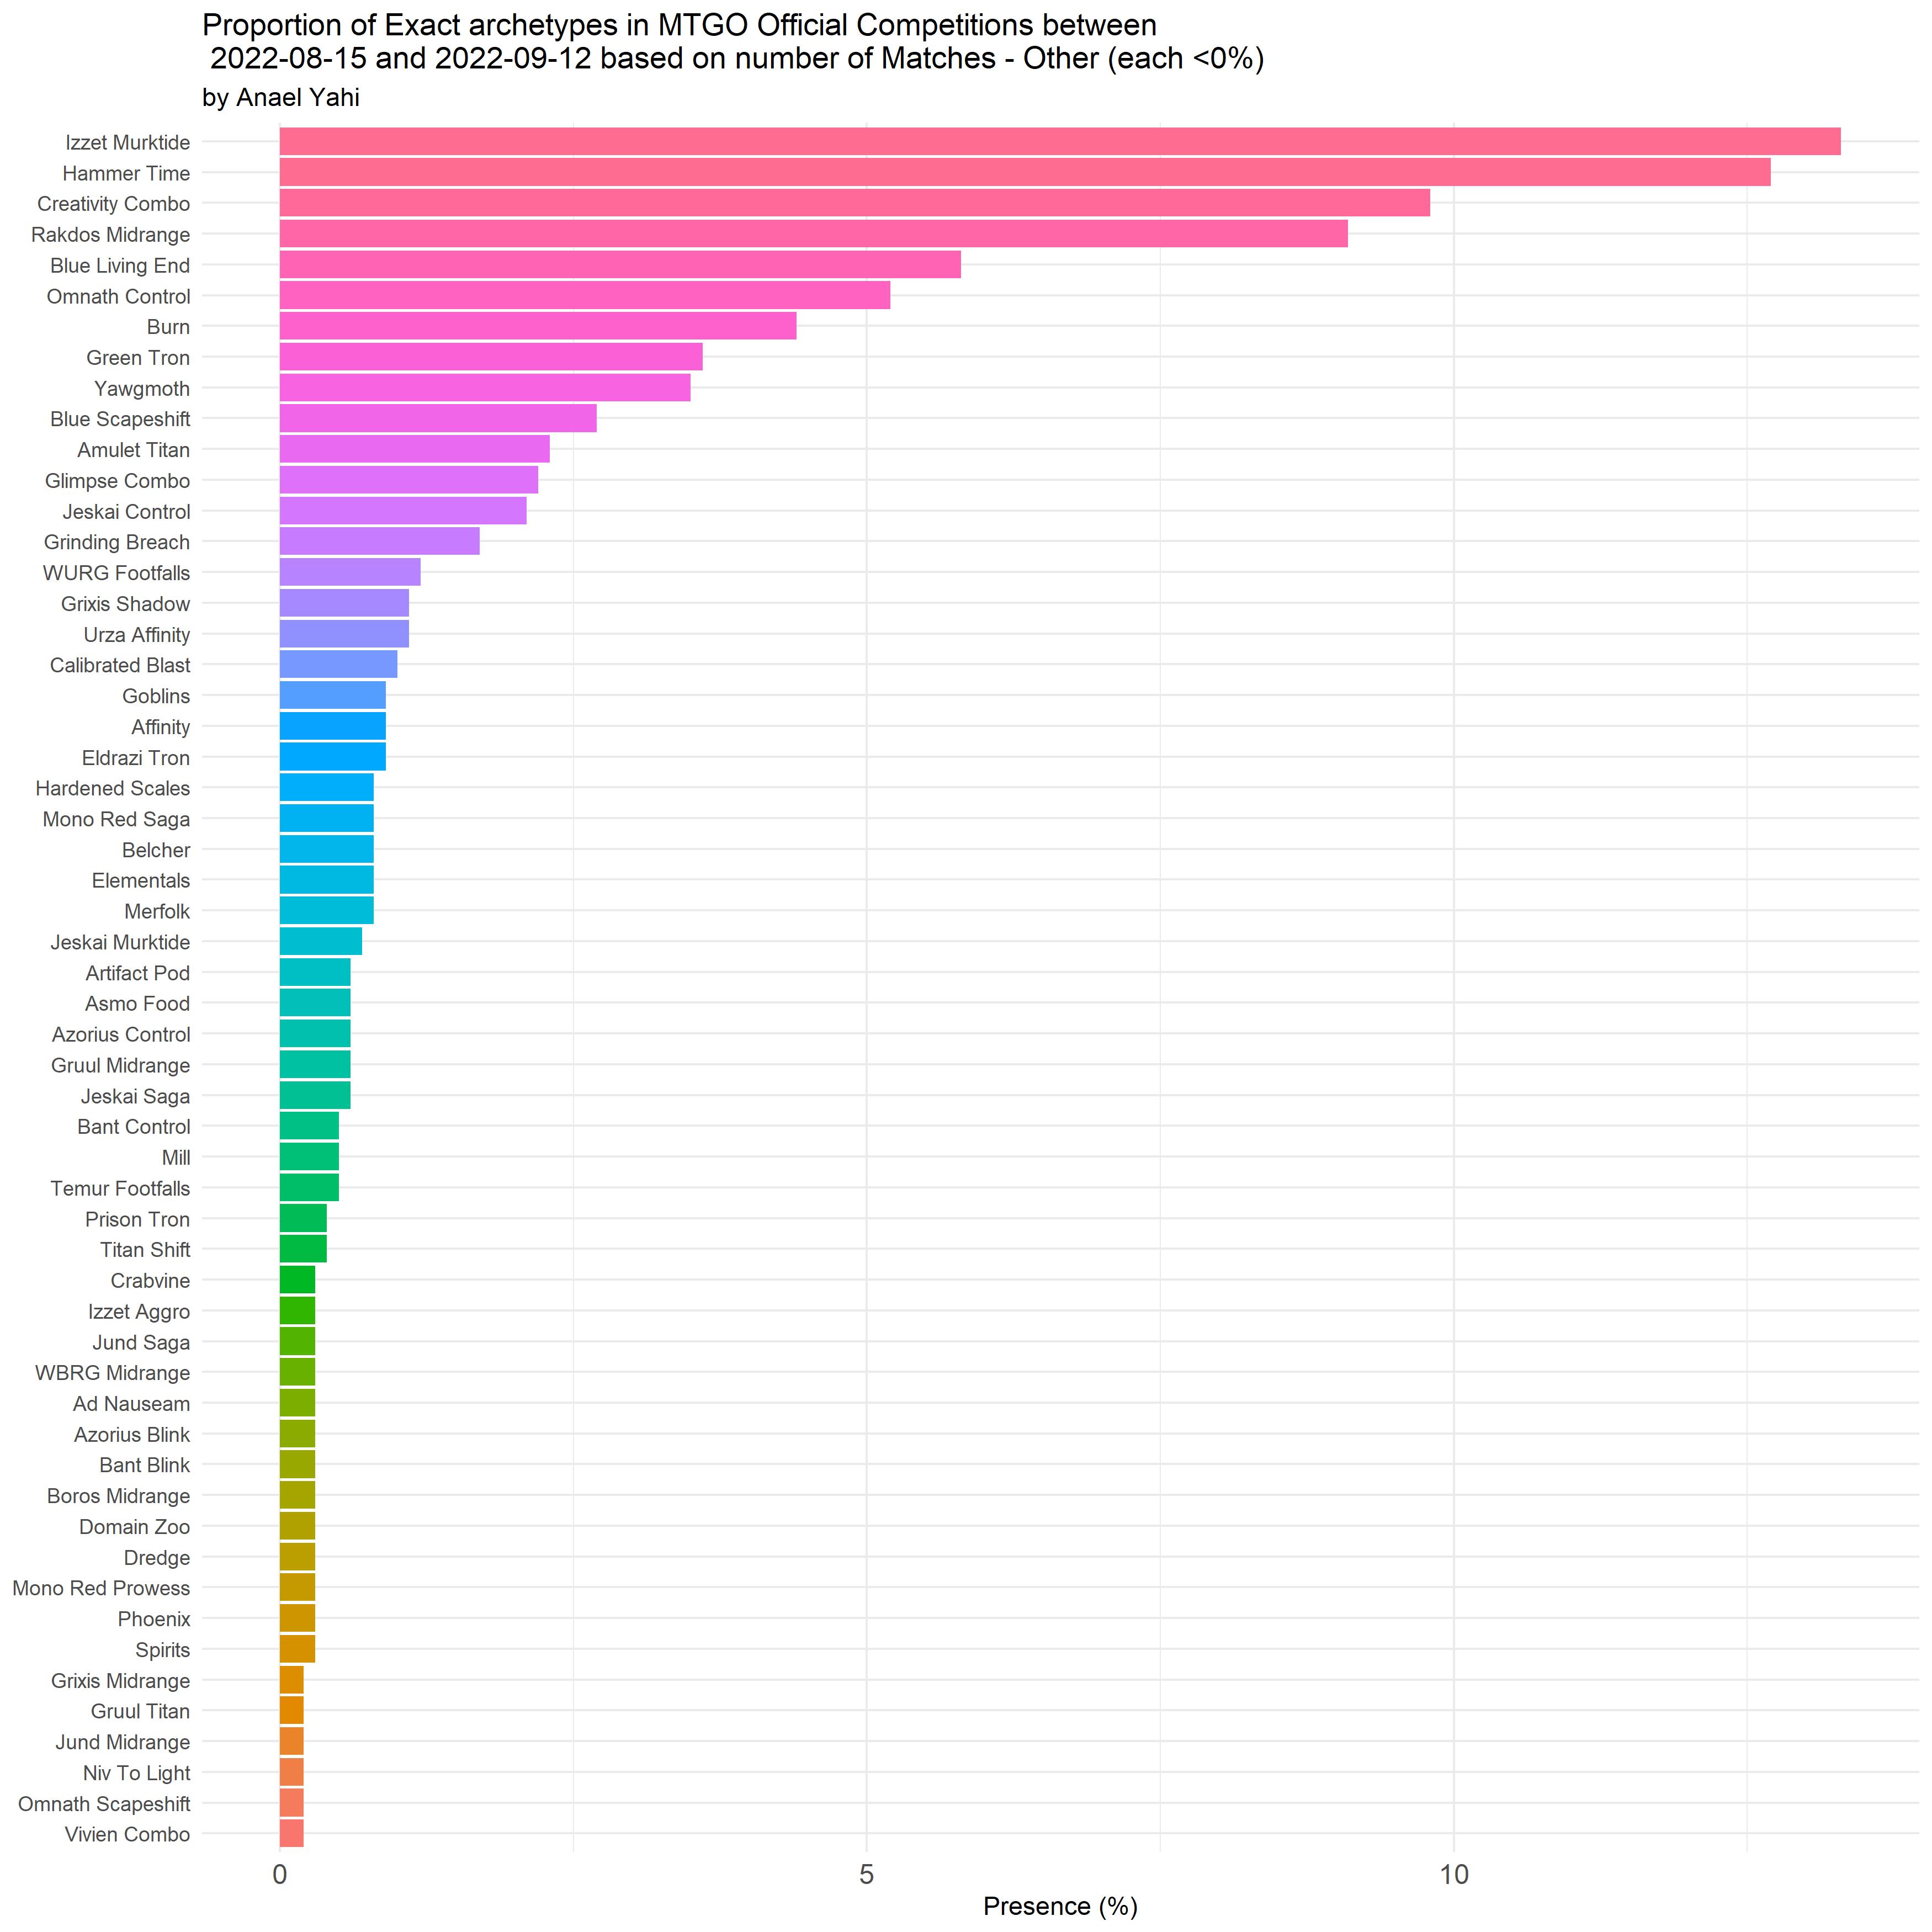 Proportion of Exact archetypes in MTGO Official Competitions between
2022-08-15 and 2022-09-12 based on number of Matches - Other (each <0%)
by Anael Yahi
Izzet Murktide
Hammer Time
Creativity Combo
Rakdos Midrange
Blue Living End
Omnath Control
Burn
Green Tron
Yawgmoth
Blue Scapeshift
Amulet Titan
Glimpse Combo
Jeskai Control
Grinding Breach
WURG Footfalls
Grixis Shadow
Urza Affinity
Calibrated Blast
Goblins
Affinity
Eldrazi Tron
Hardened Scales
Mono Red Saga
Belcher
Elementals
Merfolk
Jeskai Murktide
Artifact Pod
Asmo Food
Azorius Control
Gruul Midrange
Jeskai Saga
Bant Control
Mill
Temur Footfalls
Prison Tron
Titan Shift
Crabvine
Izzet Aggro
Jund Saga
WBRG Midrange
Ad Nauseam
Azorius Blink
Bant Blink
Boros Midrange
Domain Zoo
Dredge
Mono Red Prowess
Phoenix
Spirits
Grixis Midrange
Gruul Titan
Jund Midrange
Niv To Light
Omnath Scapeshift
Vivien Combo
0 5 10
Presence (%)